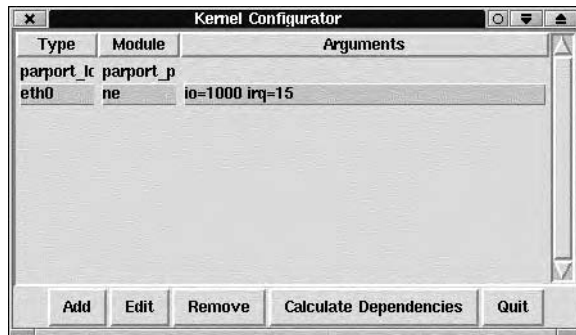 Kernel Configurator
Type Module Arguments
parport_lc parport_p
eth0 ne io=1000 irq=15
Add Edit Remove Calculate Dependencies Quit